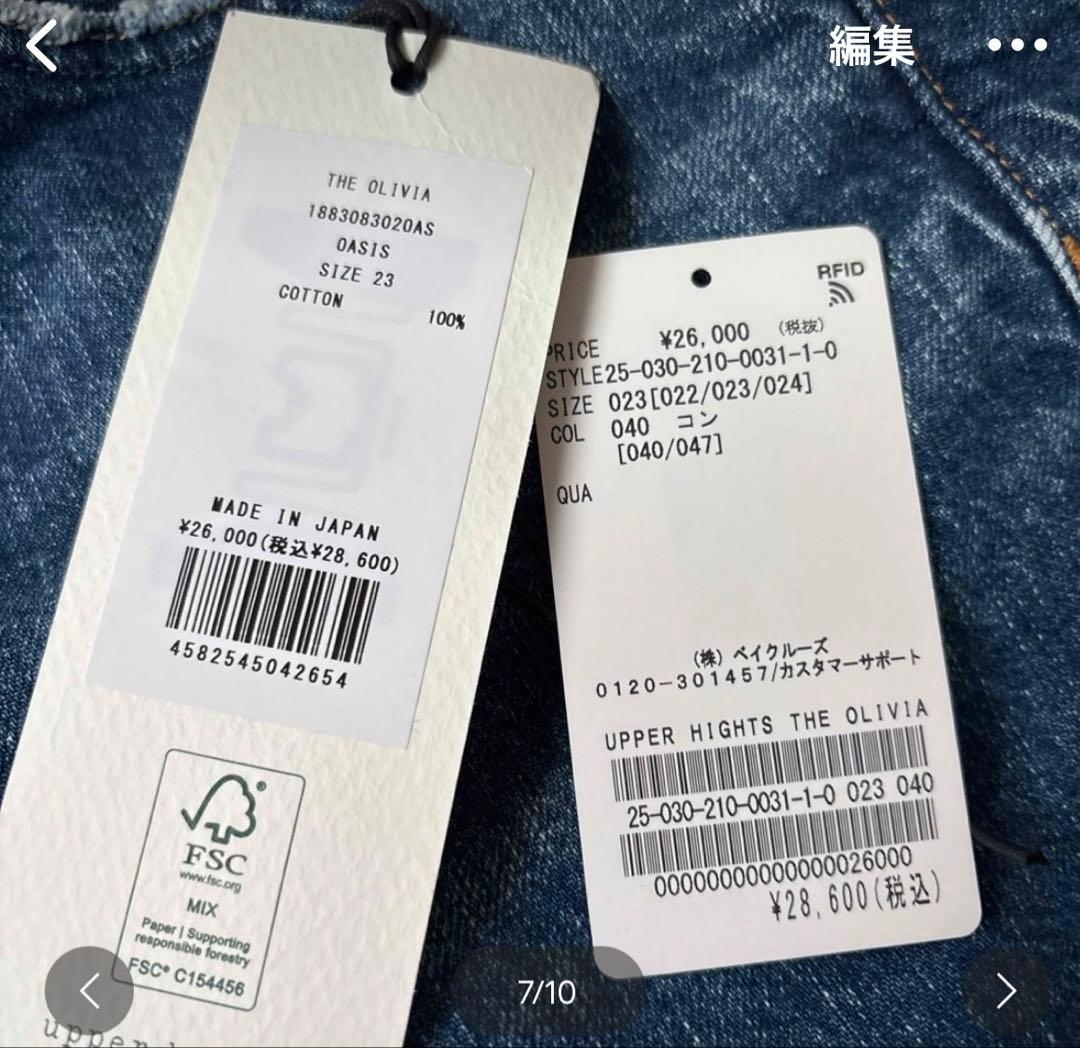 編集
THE OLIVIA
1883083020AS
OASIS
SIZE 23
COTTON 100%
MADE IN JAPAN
¥26,000(税込¥28,600)
4582545042654
FSC®
www.fsc.org
MIX
Paper | Supporting
responsible forestry
FSC® C154456
upper
RFID
PRICE ¥26,000 (税抜)
STYLE25-030-210-0031-1-0
SIZE 023[022/023/024]
COL 040 コン
[040/047]
QUA
(株) ベイクルーズ
0120-301457/カスタマーサポート
UPPER HIGHTS THE OLIVIA
25-030-210-0031-1-0 023 040
00000000000000026000
¥28,600(税込)
7/10